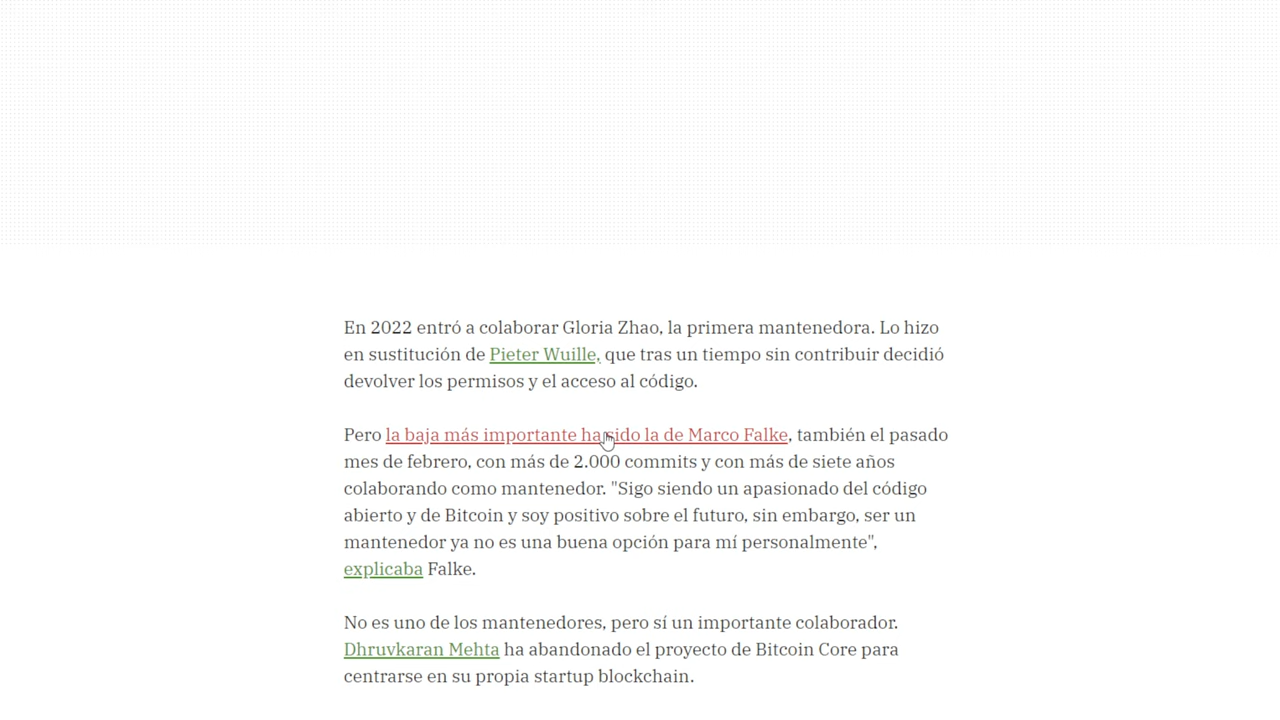 En 2022 entró a colaborar Gloria Zhao, la primera mantenedora. Lo hizo
en sustitución de Pieter Wuille, que tras un tiempo sin contribuir decidió
devolver los permisos y el acceso al código.
Pero la baja más importante ha sido la de Marco Falke, también el pasado
mes de febrero, con más de 2.000 commits y con más de siete años
colaborando como mantenedor. "Sigo siendo un apasionado del código
abierto y de Bitcoin y soy positivo sobre el futuro, sin embargo, ser un
mantenedor ya no es una buena opción para mí personalmente",
explicaba Falke.
No es uno de los mantenedores, pero sí un importante colaborador.
Dhruvkaran Mehta ha abandonado el proyecto de Bitcoin Core para
centrarse en su propia startup blockchain.